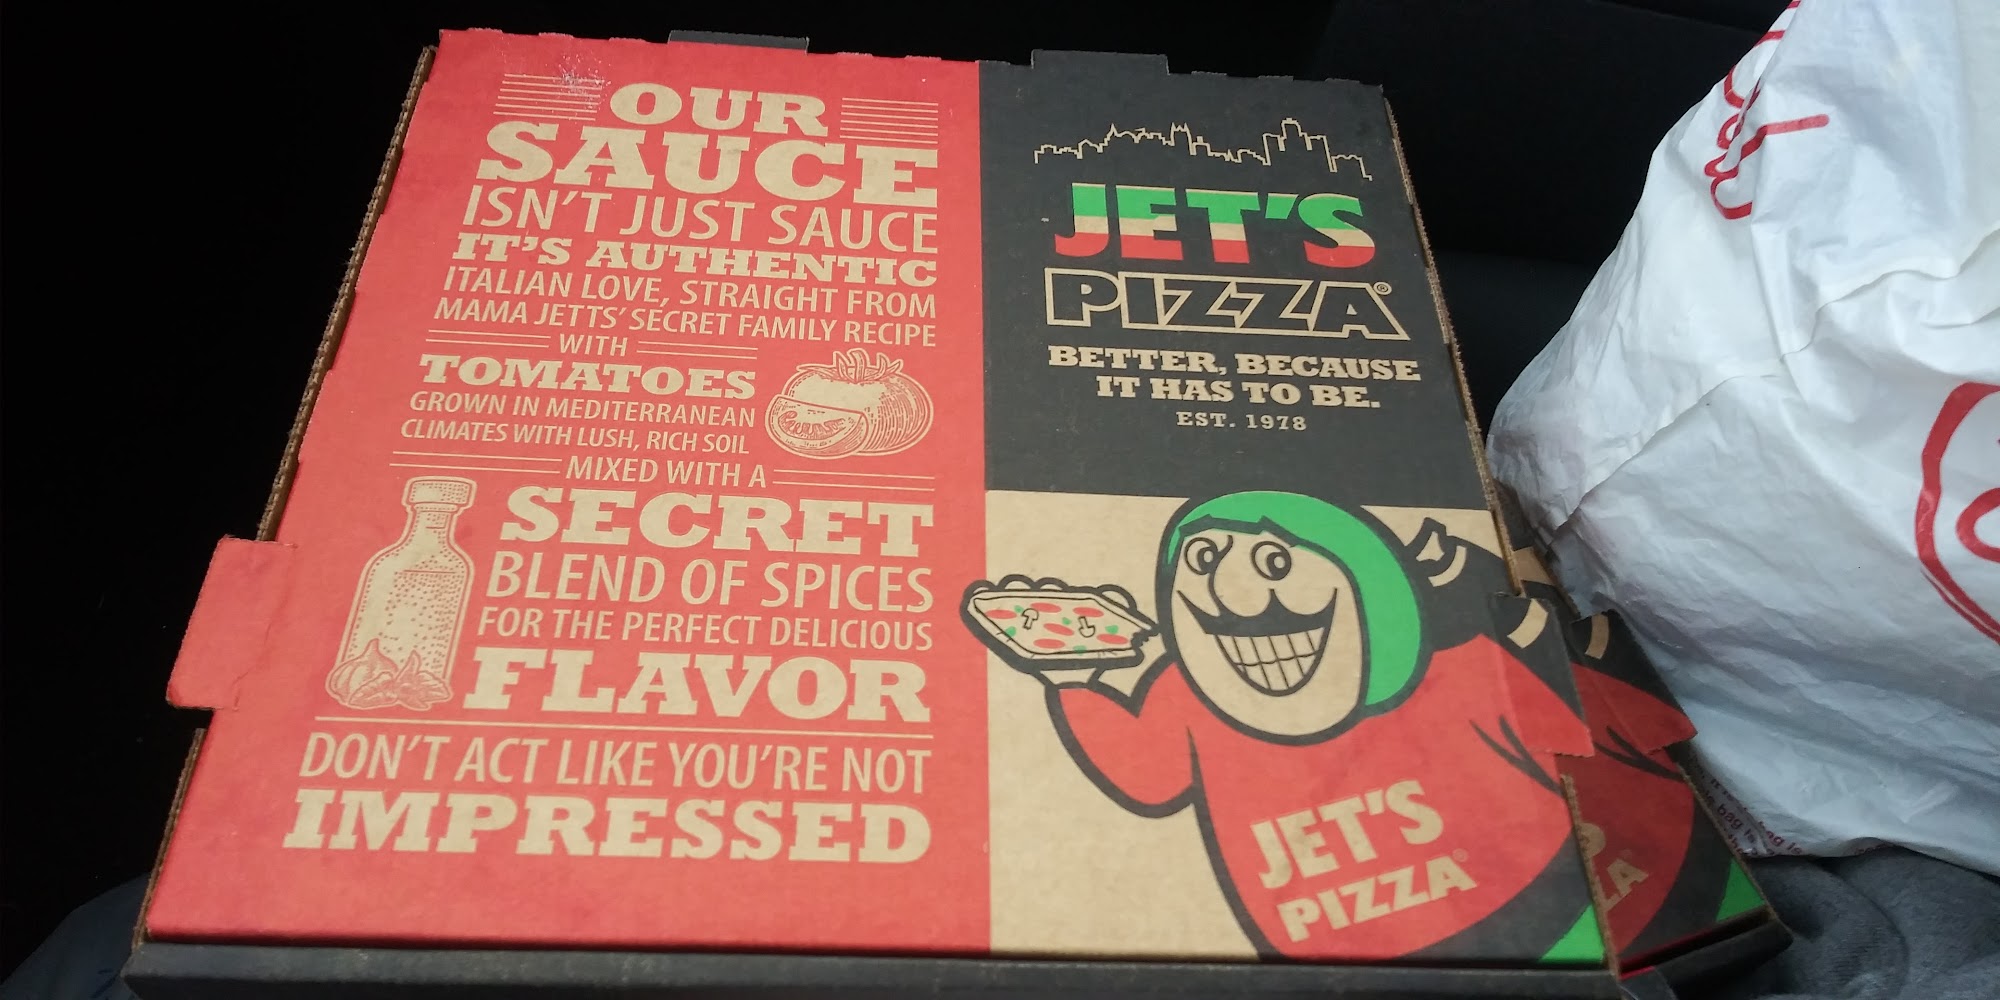 OUR
SAUCE
ISN'T JUST SAUCE
IT'S AUTHENTIC
ITALIAN LOVE, STRAIGHT FROM
MAMA JETTS' SECRET FAMILY RECIPE
WITH
TOMATOES
GROWN IN MEDITERRANEAN
CLIMATES WITH LUSH, RICH SOIL
MIXED WITH A
SECRET
BLEND OF SPICES
FOR THE PERFECT DELICIOUS
FLAVOR
DON'T ACT LIKE YOU'RE NOT
IMPRESSED
JET'S
PIZZA®
BETTER, BECAUSE
IT HAS TO BE.
EST. 1978
JET'S
PIZZA®